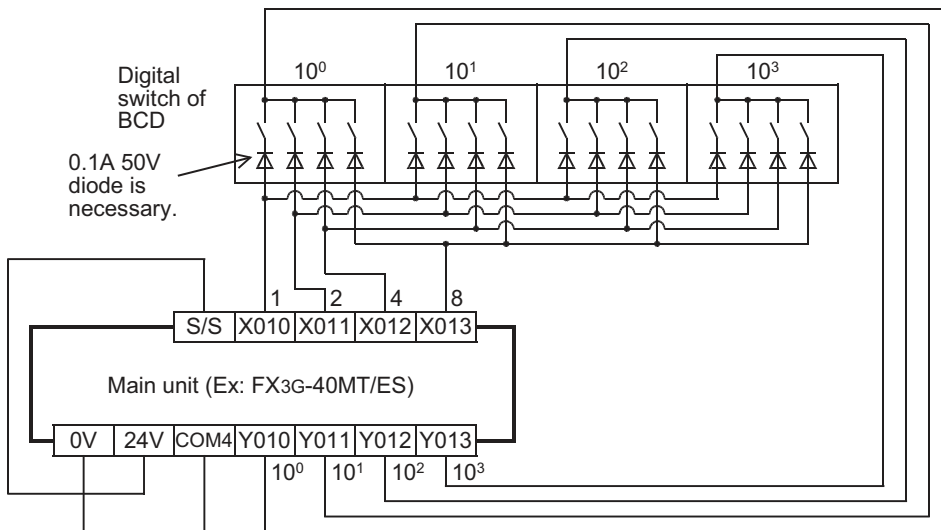 10⁰ 10¹ 10² 10³
Digital
switch of
BCD
0.1A 50V
diode is
necessary.
1 2 4 8
S/S X010 X011 X012 X013
Main unit (Ex: FX3G-40MT/ES)
0V 24V COM4 Y010 Y011 Y012 Y013
10⁰ 10¹ 10² 10³